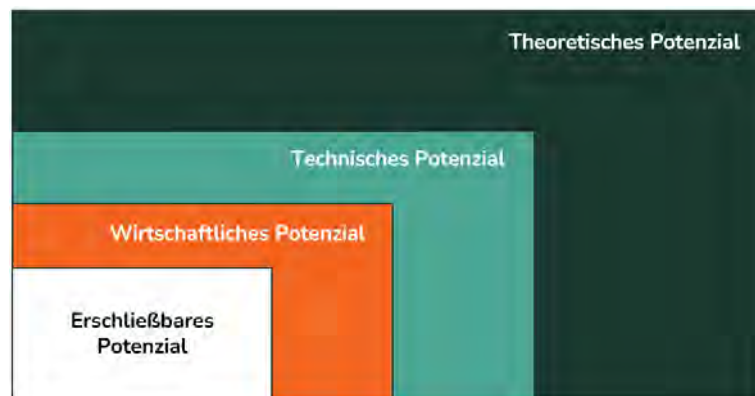 Theoretisches Potenzial
Technisches Potenzial
Wirtschaftliches Potenzial
Erschließbares
Potenzial